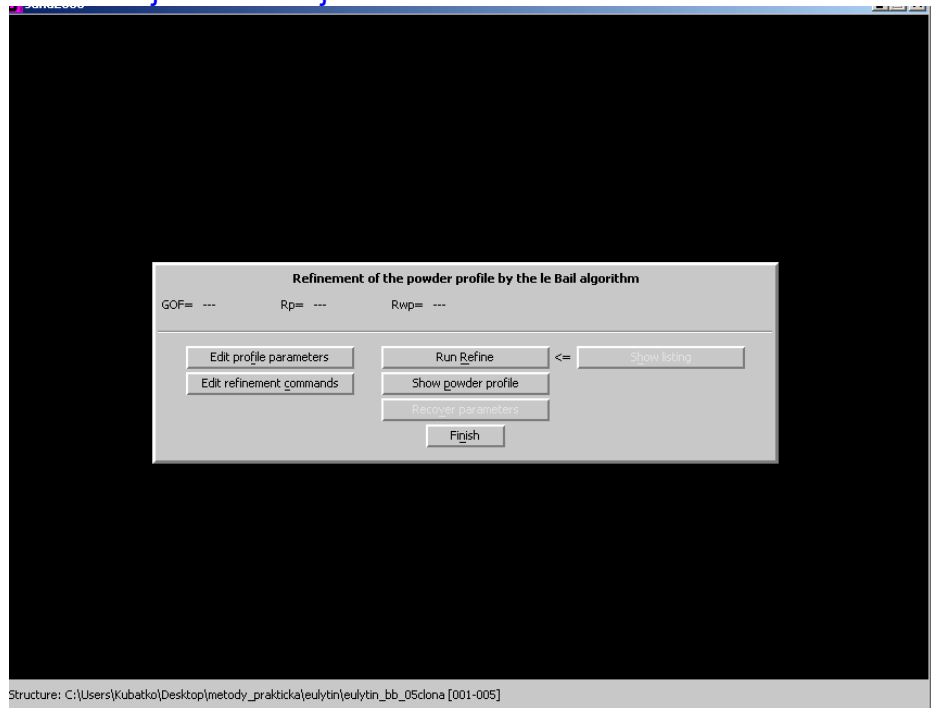 Refinement of the powder profile by the le Bail algorithm
GOF= --- Rp= --- Rwp= ---
Edit profile parameters Run Refine <= Show listing
Edit refinement commands Show powder profile
Recover parameters
Finish
Structure: C:\Users\Kubatko\Desktop\metody_prakticka\eulytin\eulytin_bb_05clona [001-005]